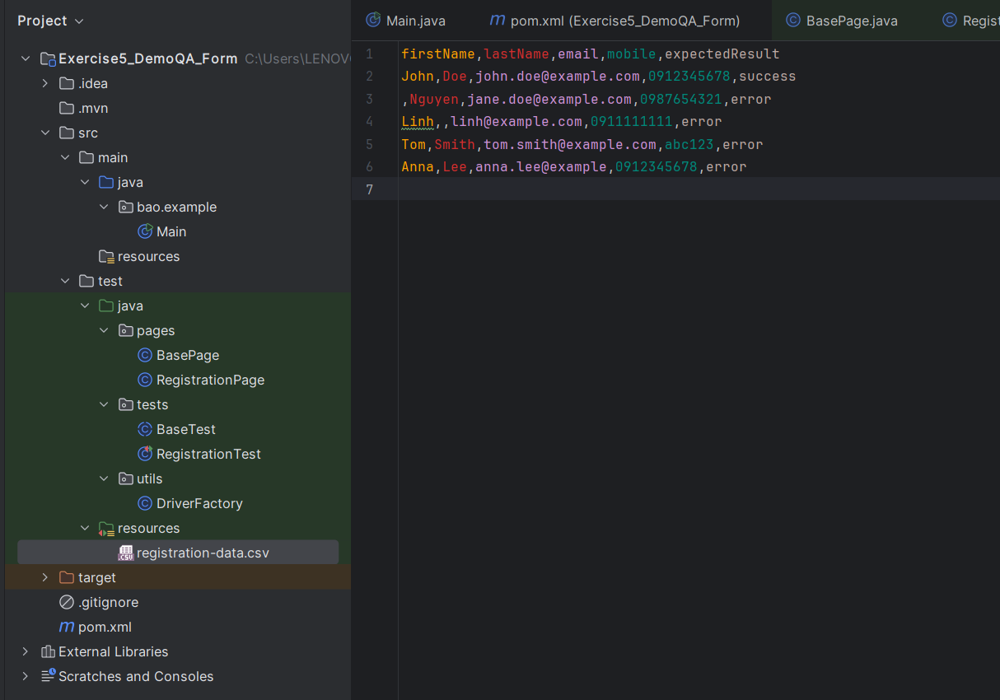 Project
Exercise5_DemoQA_Form C:\Users\LENOV
.idea
.mvn
src
main
java
bao.example
Main
resources
test
java
pages
BasePage
RegistrationPage
tests
BaseTest
RegistrationTest
utils
DriverFactory
resources
registration-data.csv
target
.gitignore
pom.xml
External Libraries
Scratches and Consoles
Main.java pom.xml (Exercise5_DemoQA_Form) BasePage.java Regist
1 firstName,lastName,email,mobile,expectedResult
2 John,Doe,john.doe@example.com,0912345678,success
3 ,Nguyen,jane.doe@example.com,0987654321,error
4 Linh,,linh@example.com,0911111111,error
5 Tom,Smith,tom.smith@example.com,abc123,error
6 Anna,Lee,anna.lee@example,0912345678,error
7